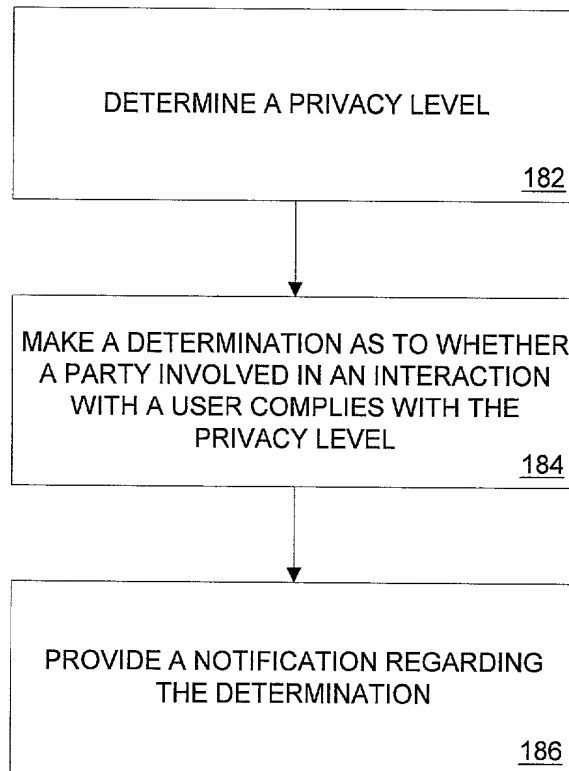 DETERMINE A PRIVACY LEVEL
182
MAKE A DETERMINATION AS TO WHETHER
A PARTY INVOLVED IN AN INTERACTION
WITH A USER COMPLIES WITH THE
PRIVACY LEVEL
184
PROVIDE A NOTIFICATION REGARDING
THE DETERMINATION
186